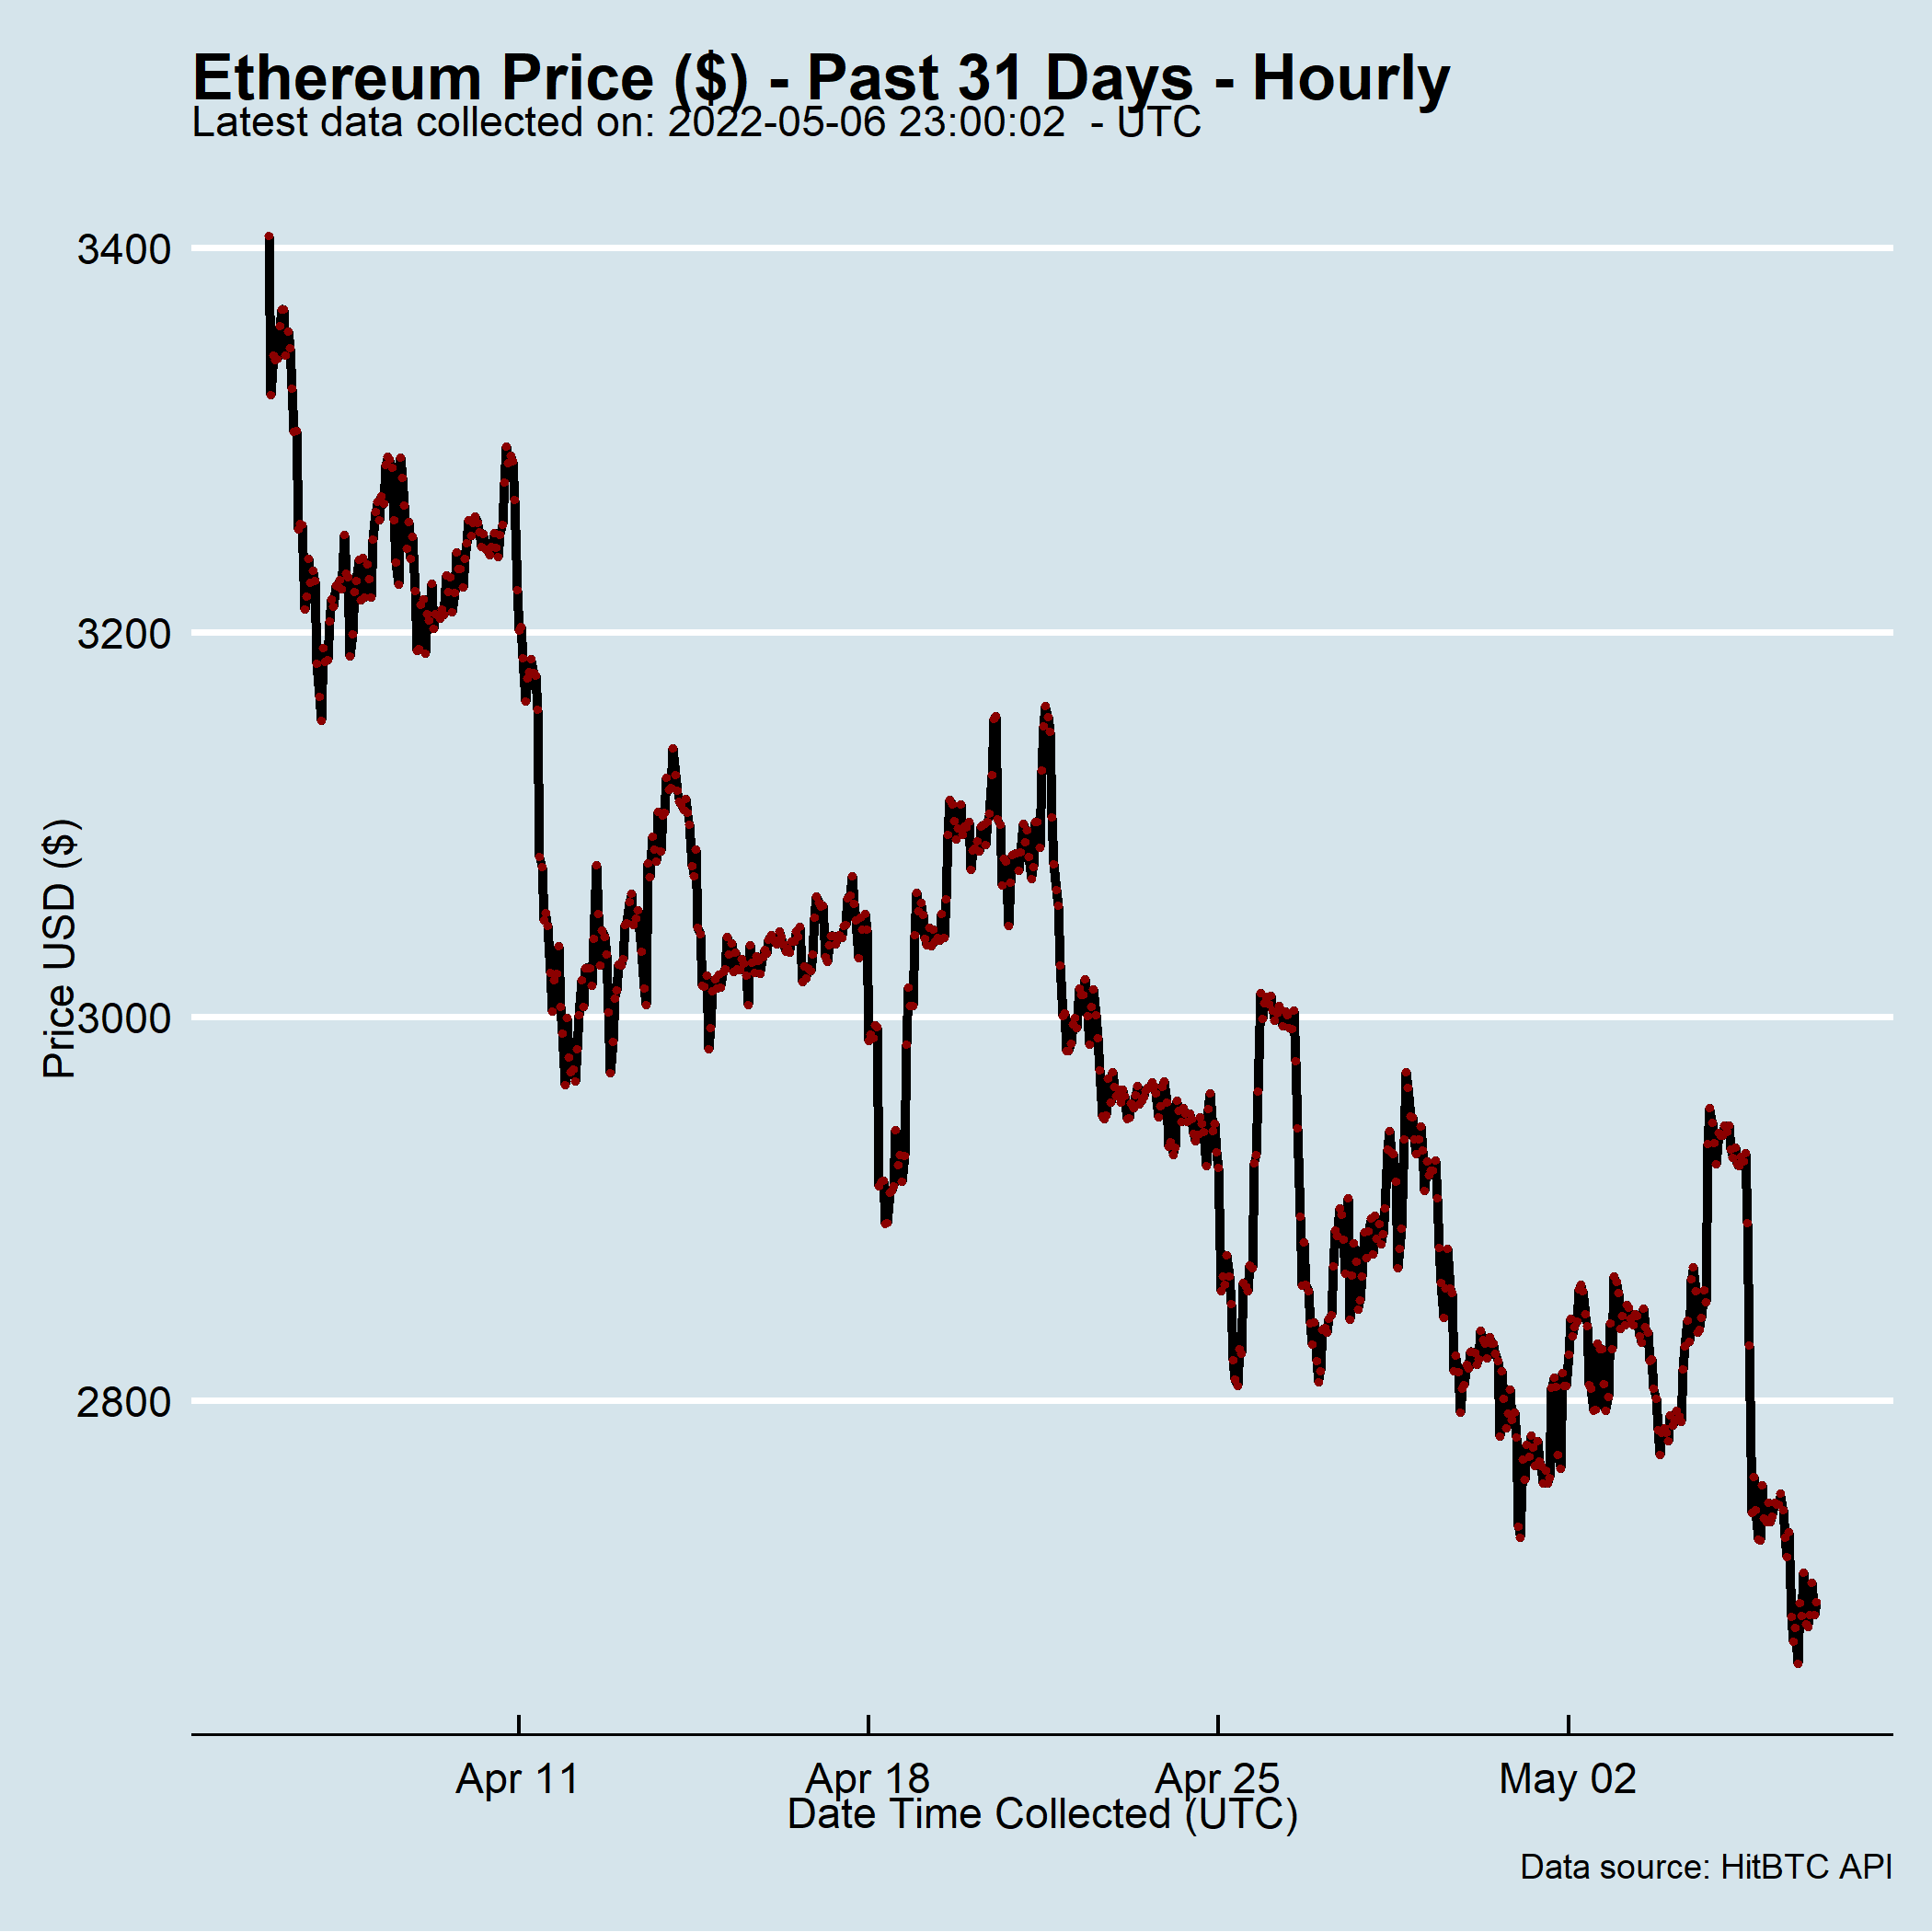 Ethereum Price ($) - Past 31 Days - Hourly
Latest data collected on: 2022-05-06 23:00:02  - UTC
3400
3200
3000
2800
Price USD ($)
Apr 11
Apr 18
Apr 25
May 02
Date Time Collected (UTC)
Data source: HitBTC API